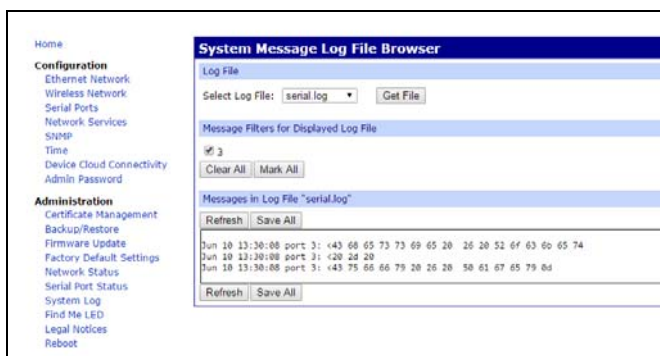 Home
Configuration
Ethernet Network
Wireless Network
Serial Ports
Network Services
SNMP
Time
Device Cloud Connectivity
Admin Password
Administration
Certificate Management
Backup/Restore
Firmware Update
Factory Default Settings
Network Status
Serial Port Status
System Log
Find Me LED
Legal Notices
Reboot
System Message Log File Browser
Log File
Select Log File: serial.log Get File
Message Filters for Displayed Log File
3
Clear All Mark All
Messages in Log File "serial.log"
Refresh Save All
Jun 10 13:30:08 port 3: <43 68 65 73 73 69 65 20 26 20 52 6f 63 6b 65 74
Jun 10 13:30:08 port 3: <20 2d 20
Jun 10 13:30:08 port 3: <43 75 66 66 79 20 26 20 50 61 67 65 79 0d
Refresh Save All